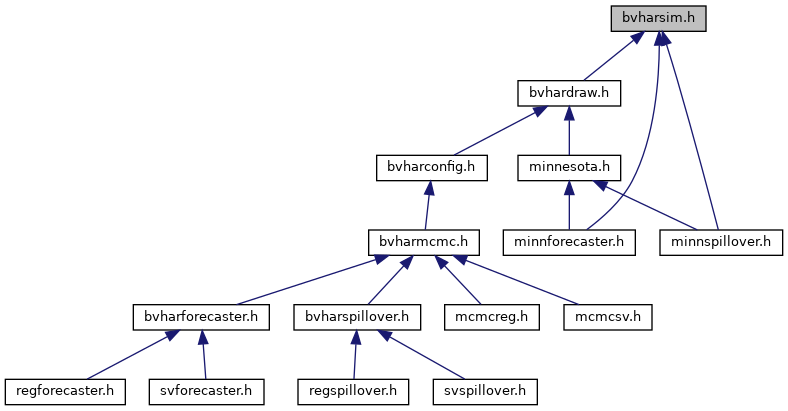 bvharsim.h
bvhardraw.h
bvharconfig.h
minnesota.h
bvharmcmc.h
minnforecaster.h
minnspillover.h
bvharforecaster.h
bvharspillover.h
mcmcreg.h
mcmcsv.h
regforecaster.h
svforecaster.h
regspillover.h
svspillover.h